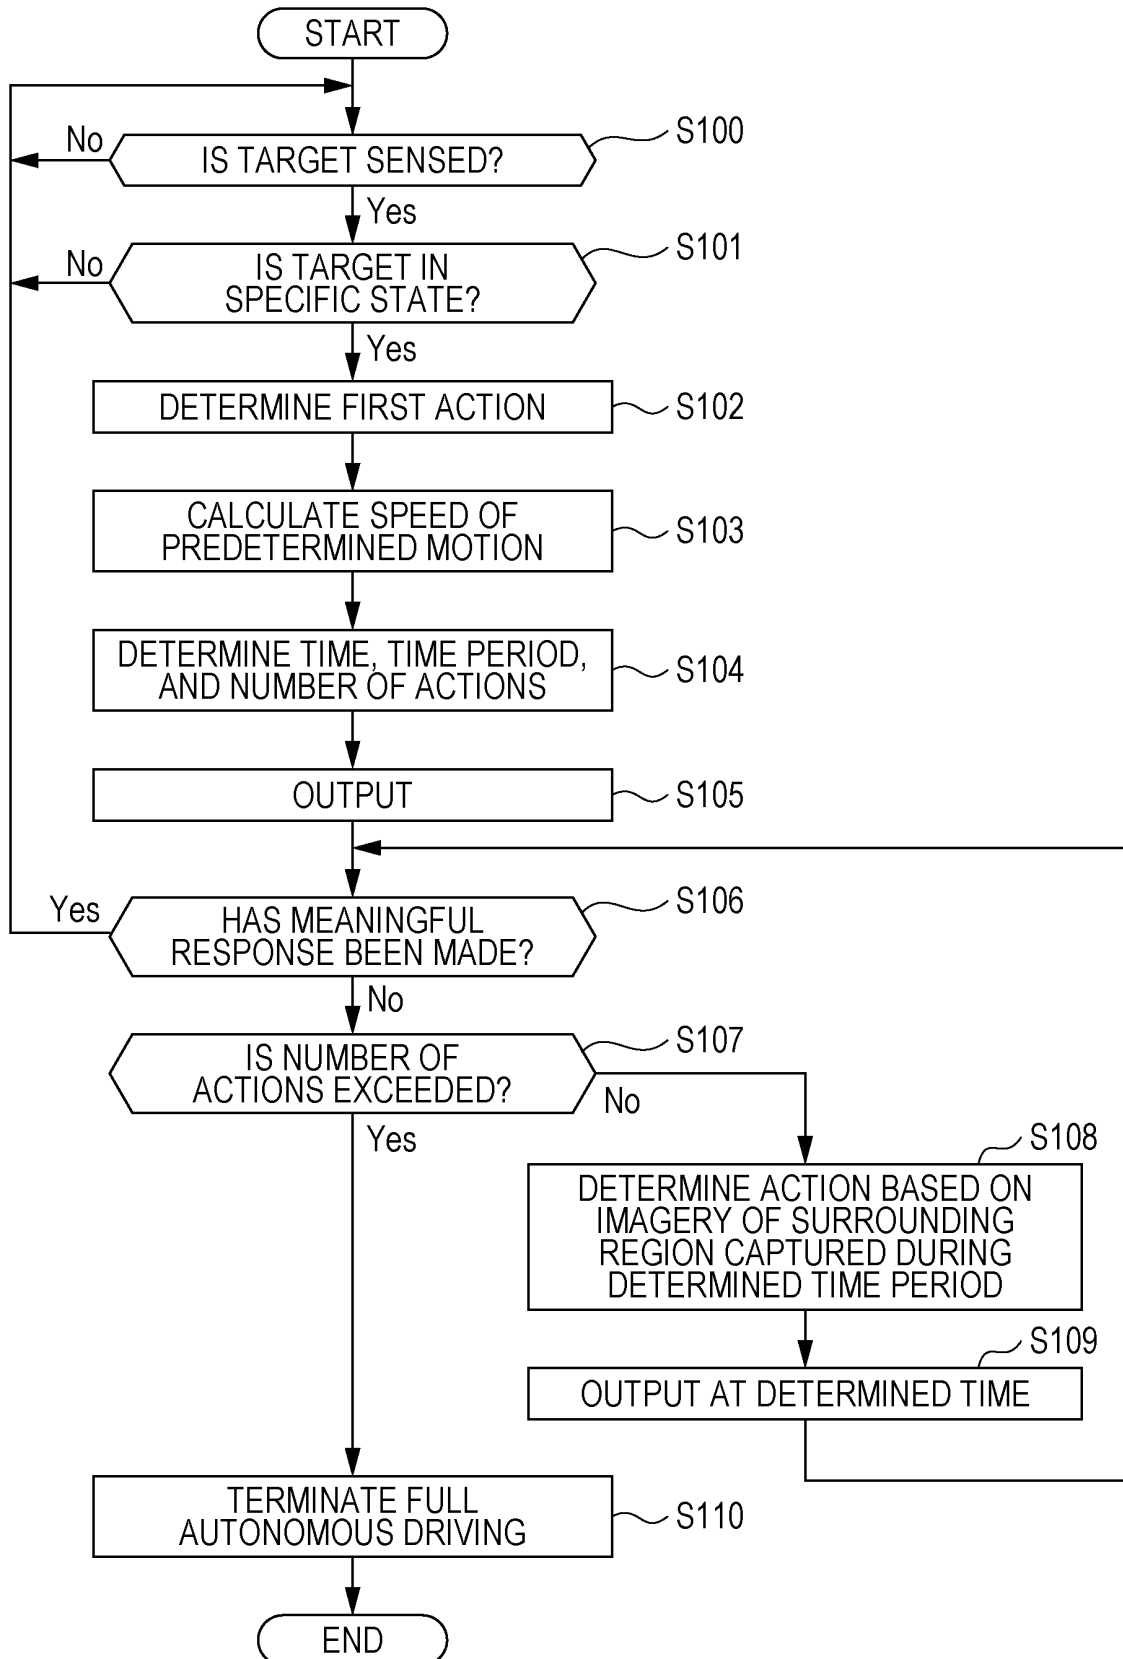 START
No
IS TARGET SENSED?
S100
Yes
No
IS TARGET IN
SPECIFIC STATE?
S101
Yes
DETERMINE FIRST ACTION
S102
CALCULATE SPEED OF
PREDETERMINED MOTION
S103
DETERMINE TIME, TIME PERIOD,
AND NUMBER OF ACTIONS
S104
OUTPUT
S105
Yes
HAS MEANINGFUL
RESPONSE BEEN MADE?
S106
No
IS NUMBER OF
ACTIONS EXCEEDED?
S107
No
Yes
S108
DETERMINE ACTION BASED ON
IMAGERY OF SURROUNDING
REGION CAPTURED DURING
DETERMINED TIME PERIOD
S109
OUTPUT AT DETERMINED TIME
TERMINATE FULL
AUTONOMOUS DRIVING
S110
END